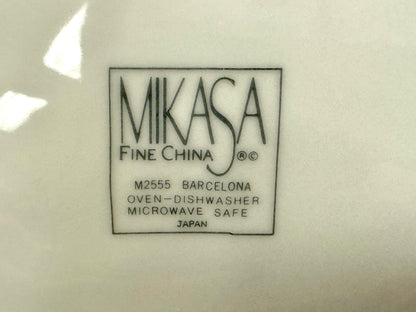 MIKASA
FINE CHINA ®©
M2555 BARCELONA
OVEN-DISHWASHER
MICROWAVE SAFE
JAPAN